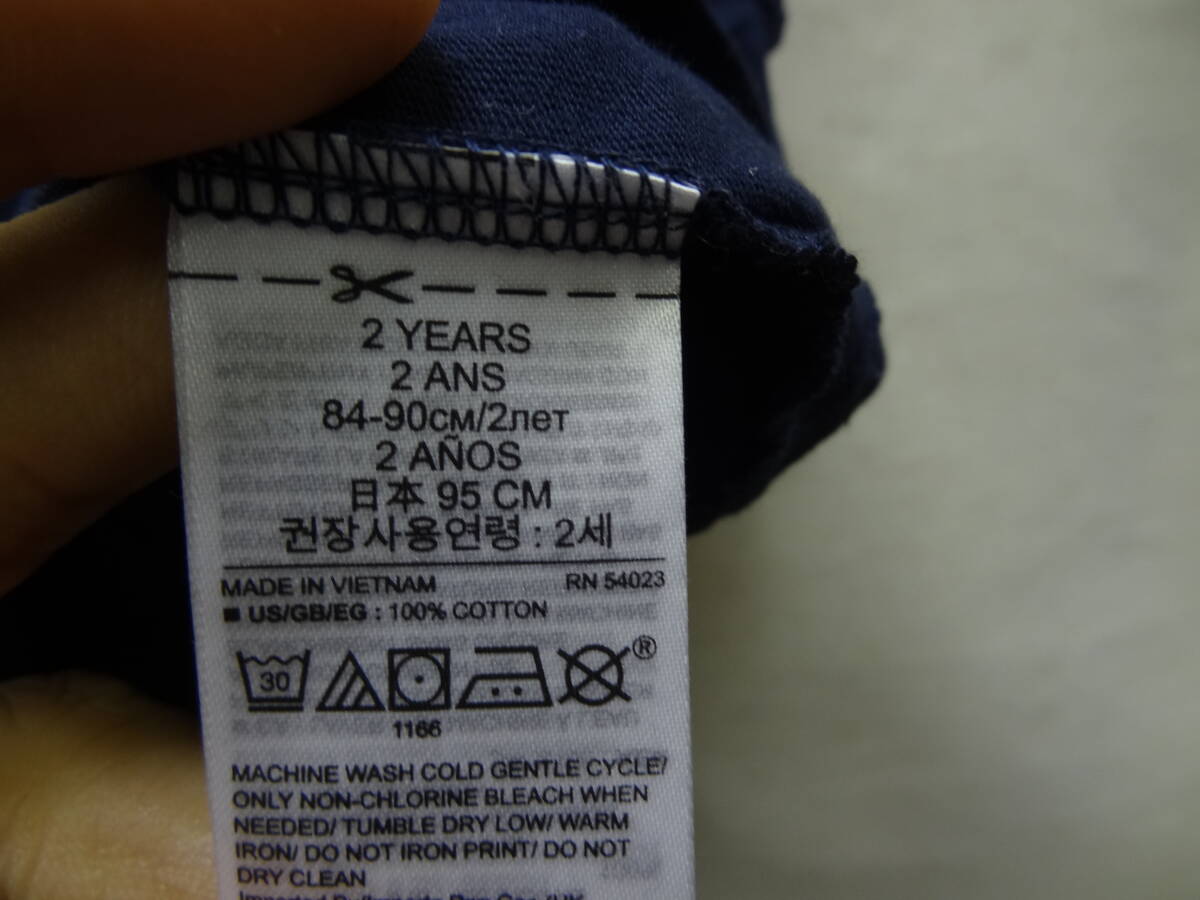 2 YEARS
2 ANS
84-90см/2лет
2 AÑOS
日本 95 CM
권장사용연령 : 2세
MADE IN VIETNAM RN 54023
■ US/GB/EG : 100% COTTON
30 ®
1166
MACHINE WASH COLD GENTLE CYCLE/
ONLY NON-CHLORINE BLEACH WHEN
NEEDED/ TUMBLE DRY LOW/ WARM
IRON/ DO NOT IRON PRINT/ DO NOT
DRY CLEAN